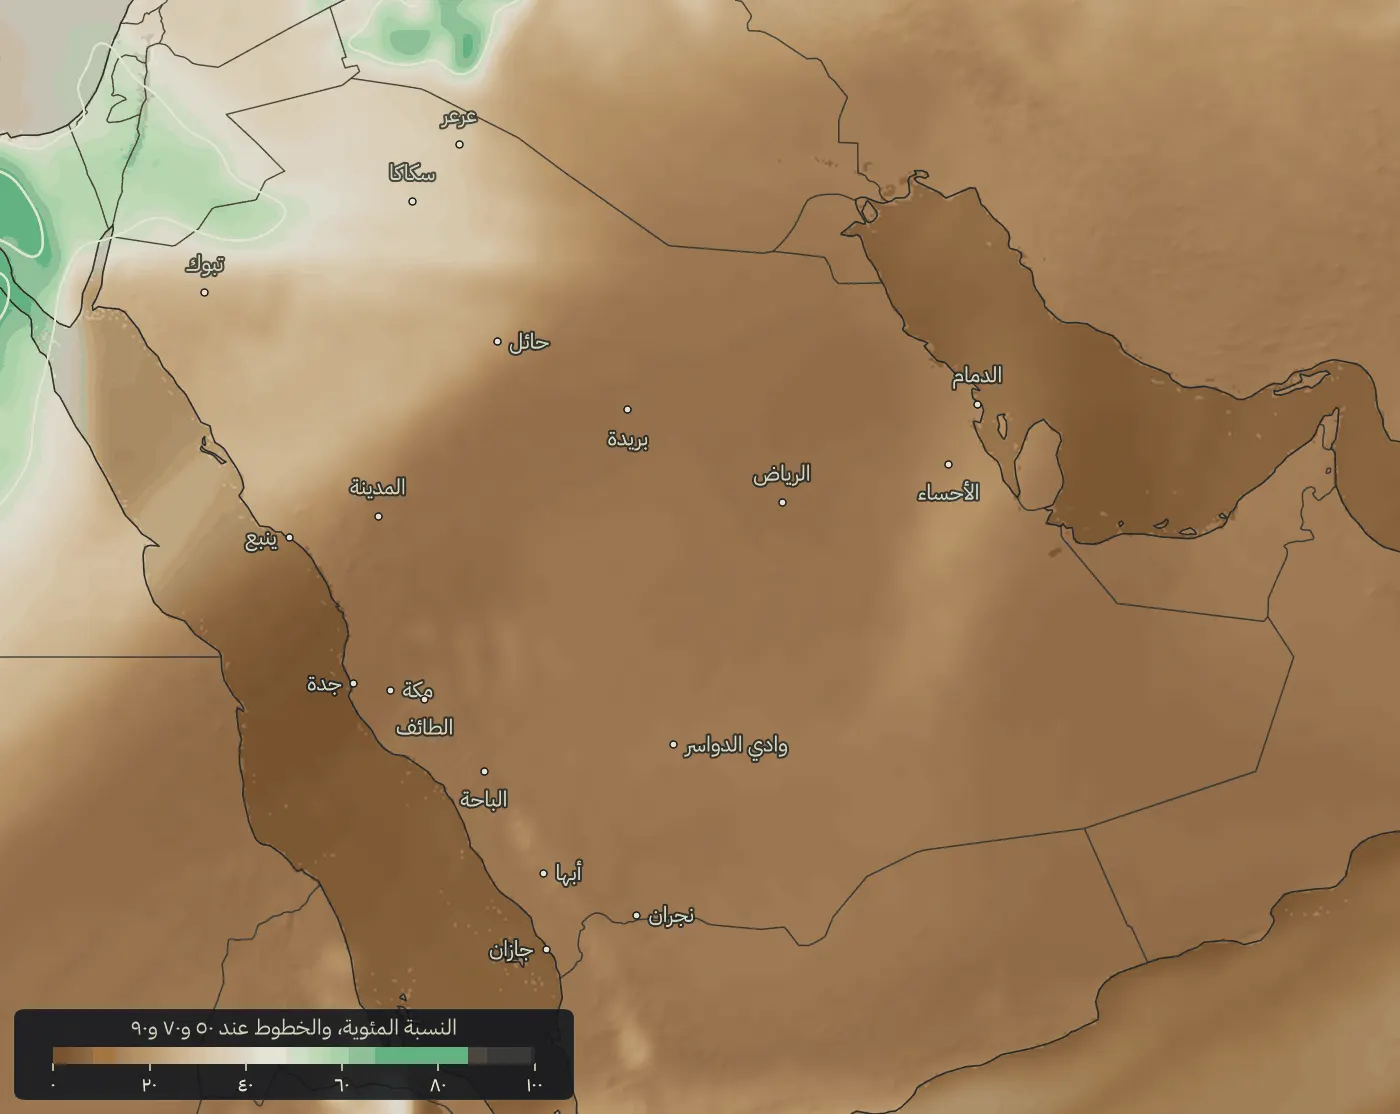 عرعر
سكاكا
تبوك
حائل
الدمام
بريدة
الرياض
المدينة
الأحساء
ينبع
جدة
مكة
الطائف
وادي الدواسر
الباحة
أبها
نجران
جازان
النسبة المئوية، والخطوط عند ٥٠ و٧٠ و٩٠
٠ ٢٠ ٤٠ ٦٠ ٨٠ ١٠٠